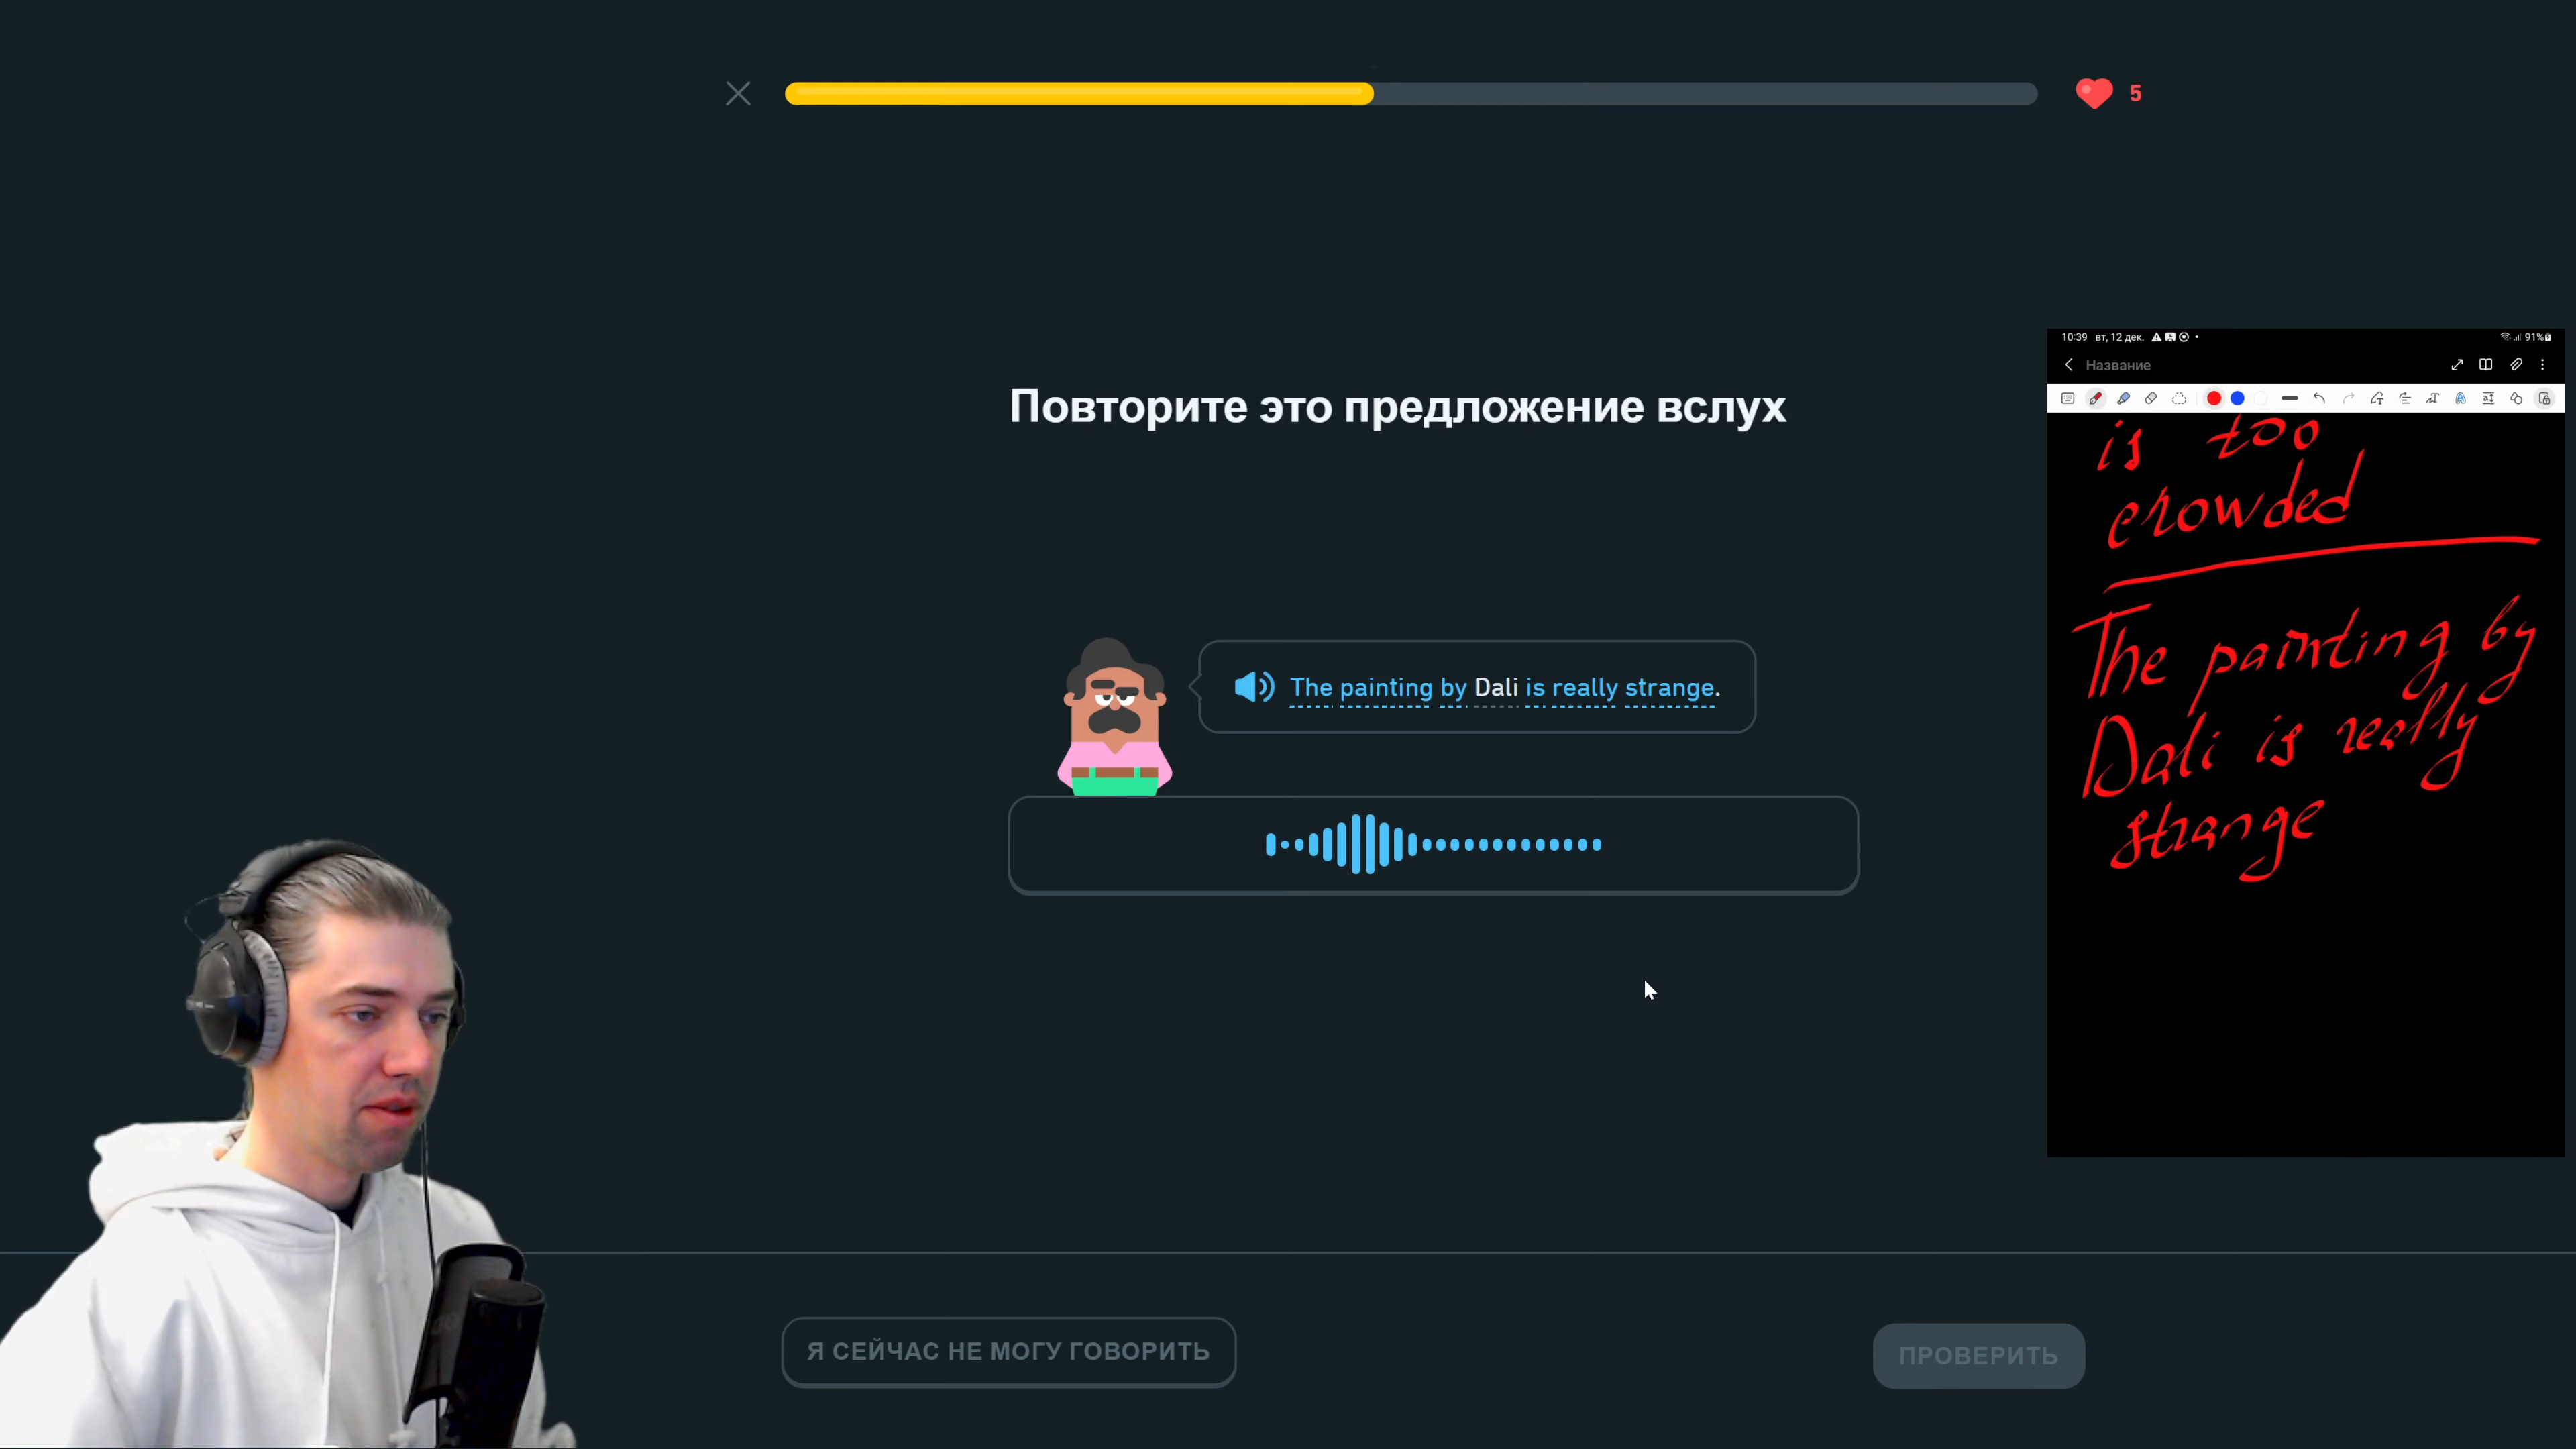 5
Повторите это предложение вслух
The painting by Dali is really strange.
Я СЕЙЧАС НЕ МОГУ ГОВОРИТЬ
ПРОВЕРИТЬ
10:39 вт, 12 дек.
91%
Название
is too
crowded
The painting by
Dali is really
strange